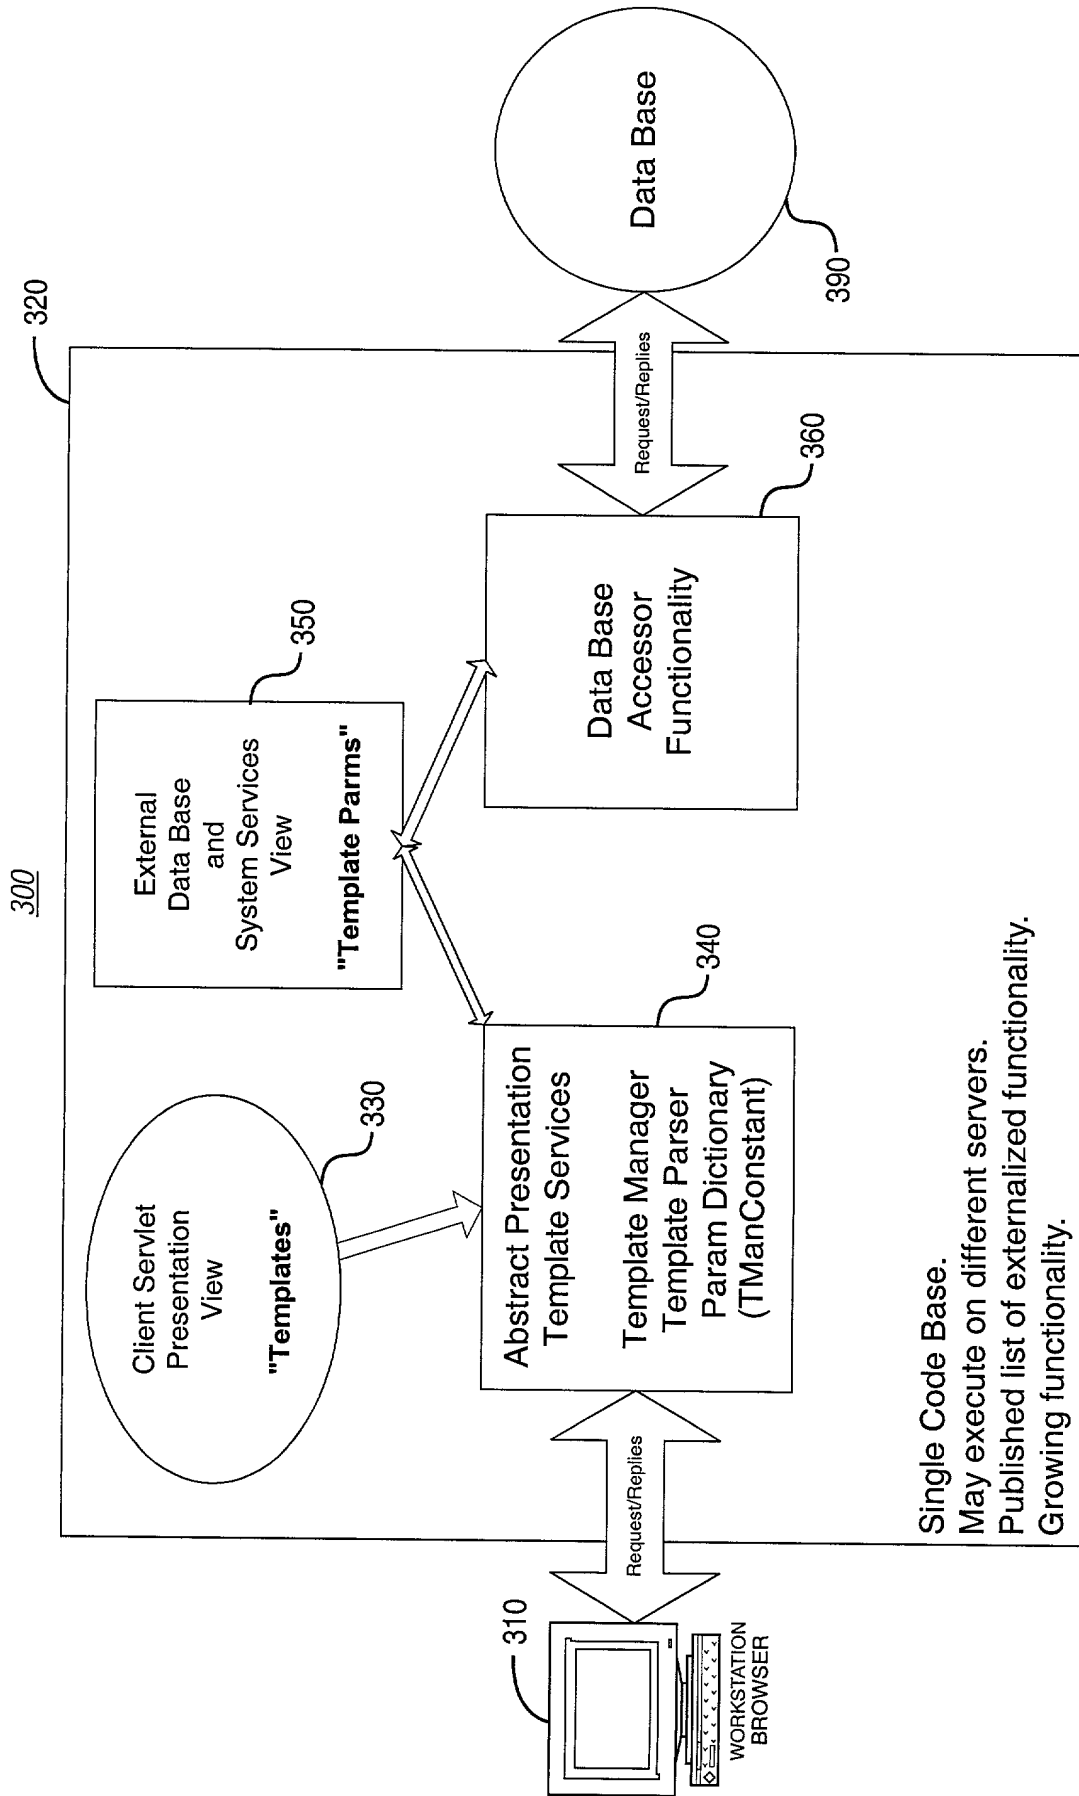 300
320
Client Servlet
Presentation
View
"Templates"
330
External
Data Base
and
System Services
View
"Template Parms"
350
310
WORKSTATION
BROWSER
Request/Replies
Abstract Presentation
Template Services
Template Manager
Template Parser
Param Dictionary
(TManConstant)
340
Data Base
Accessor
Functionality
360
Request/Replies
Data Base
390
Single Code Base.
May execute on different servers.
Published list of externalized functionality.
Growing functionality.